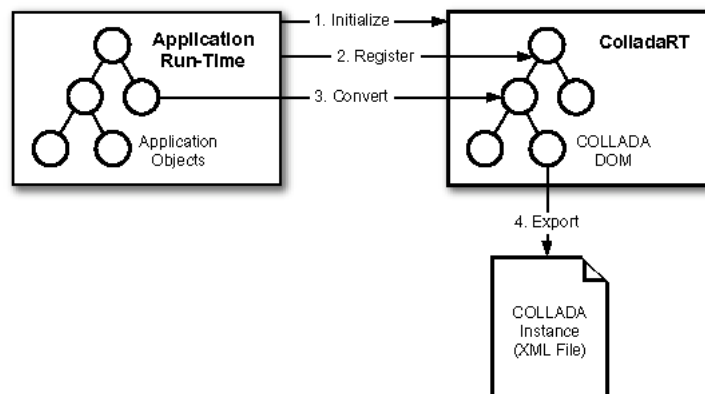 1. Initialize
Application
Run-Time
2. Register
ColladaRT
3. Convert
Application
Objects
COLLADA
DOM
4. Export
COLLADA
Instance
(XML File)